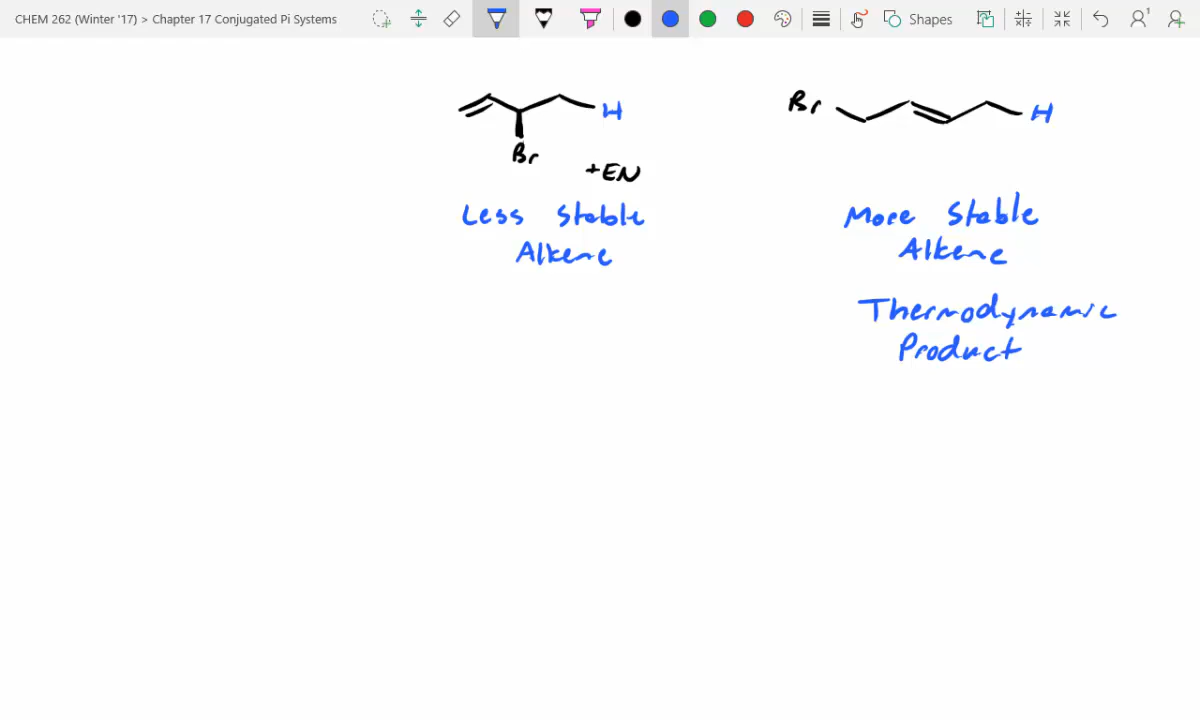 CHEM 262 (Winter '17) > Chapter 17 Conjugated Pi Systems
Shapes
1
H
Br
+EN
Less Stable
Alkene
Br
H
More Stable
Alkene
Thermodynamic
Product